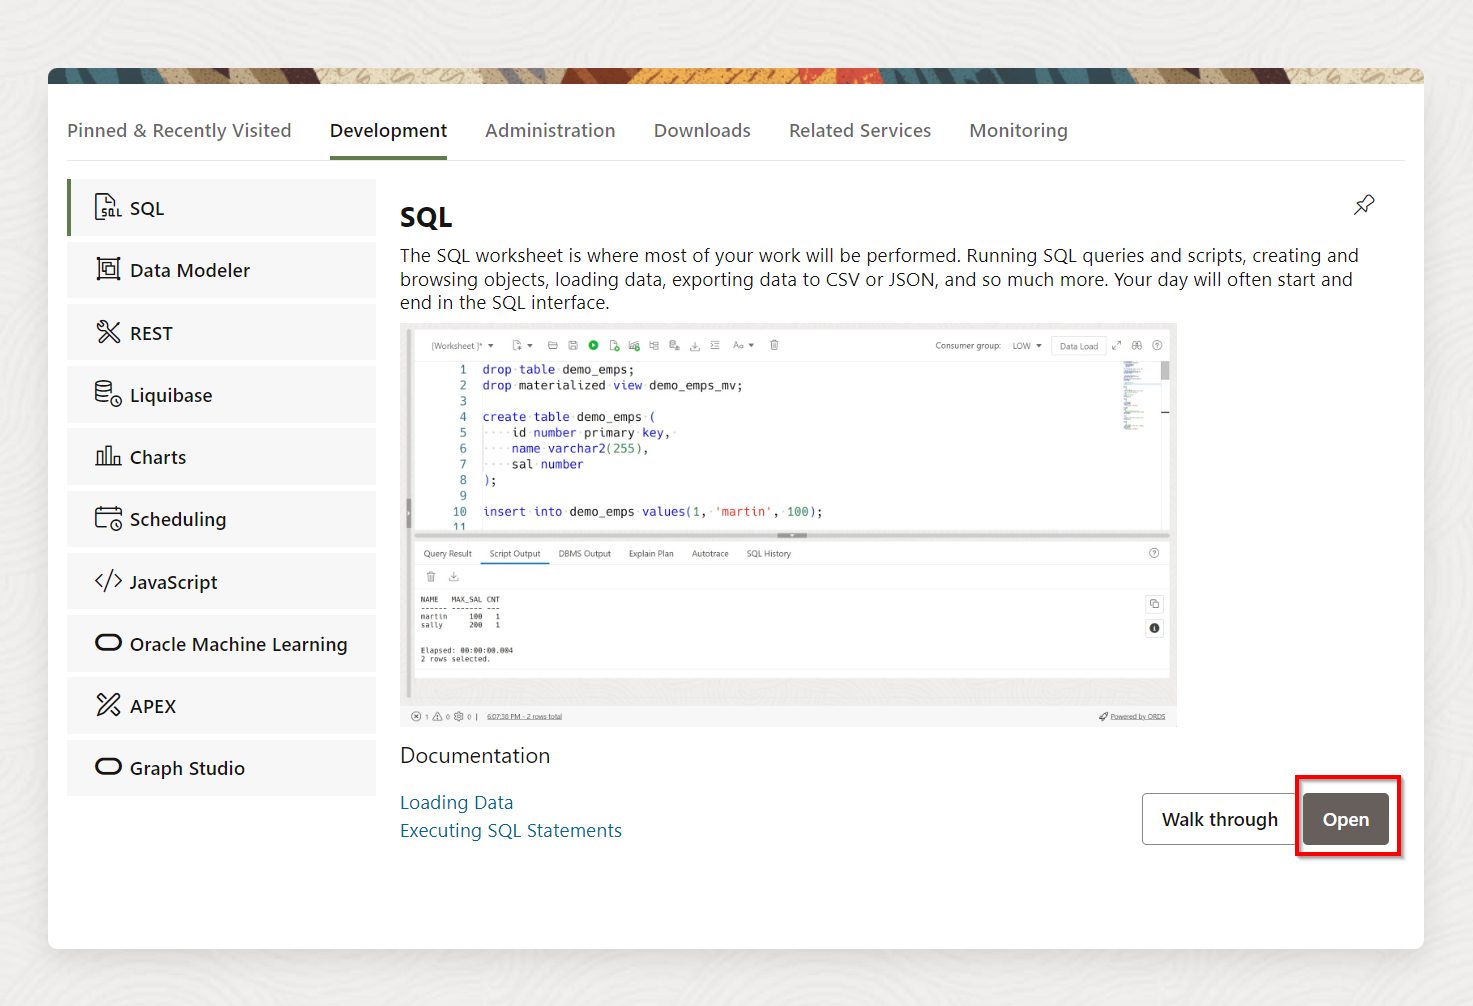 Pinned & Recently Visited Development Administration Downloads Related Services Monitoring
SQL
Data Modeler
REST
Liquibase
Charts
Scheduling
JavaScript
Oracle Machine Learning
APEX
Graph Studio
SQL
The SQL worksheet is where most of your work will be performed. Running SQL queries and scripts, creating and
browsing objects, loading data, exporting data to CSV or JSON, and so much more. Your day will often start and
end in the SQL interface.
[Worksheet ]* Aa Consumer group: LOW Data Load
1 drop table demo_emps;
2 drop materialized view demo_emps_mv;
3
4 create table demo_emps (
5 ····id number primary key,·
6 ····name varchar2(255),
7 ····sal number
8 );
9
10 insert into demo_emps values(1, 'martin', 100);
11
Query Result Script Output DBMS Output Explain Plan Autotrace SQL History
NAME MAX_SAL CNT
------ ------- ---
martin 100 1
sally 200 1
Elapsed: 00:00:00.004
2 rows selected.
1 0 0 | 6:07:38 PM - 2 rows total Powered by ORDS
Documentation
Loading Data
Executing SQL Statements
Walk through Open